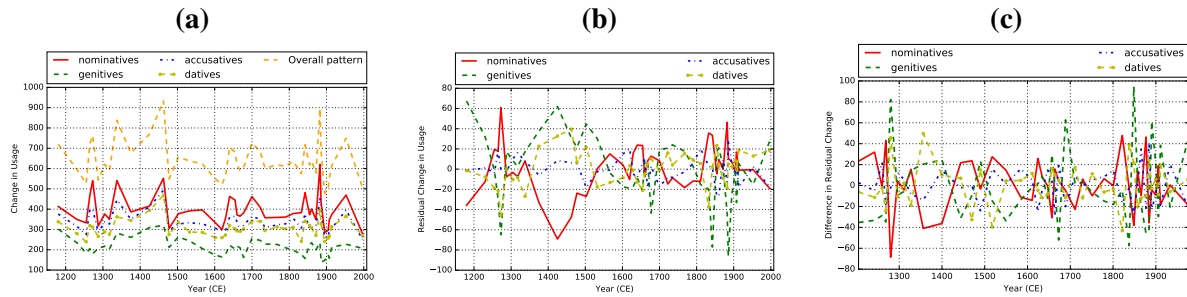 (a)
nominatives
genitives
accusatives
datives
Overall pattern
Change in Usage
1000
900
800
700
600
500
400
300
200
100
1200 1300 1400 1500 1600 1700 1800 1900 2000
Year (CE)
(b)
nominatives
genitives
accusatives
datives
Residual Change in Usage
80
60
40
20
0
−20
−40
−60
−80
−100
1200 1300 1400 1500 1600 1700 1800 1900 2000
Year (CE)
(c)
nominatives
genitives
accusatives
datives
Difference in Residual Change
100
80
60
40
20
0
−20
−40
−60
−80
1300 1400 1500 1600 1700 1800 1900
Year (CE)